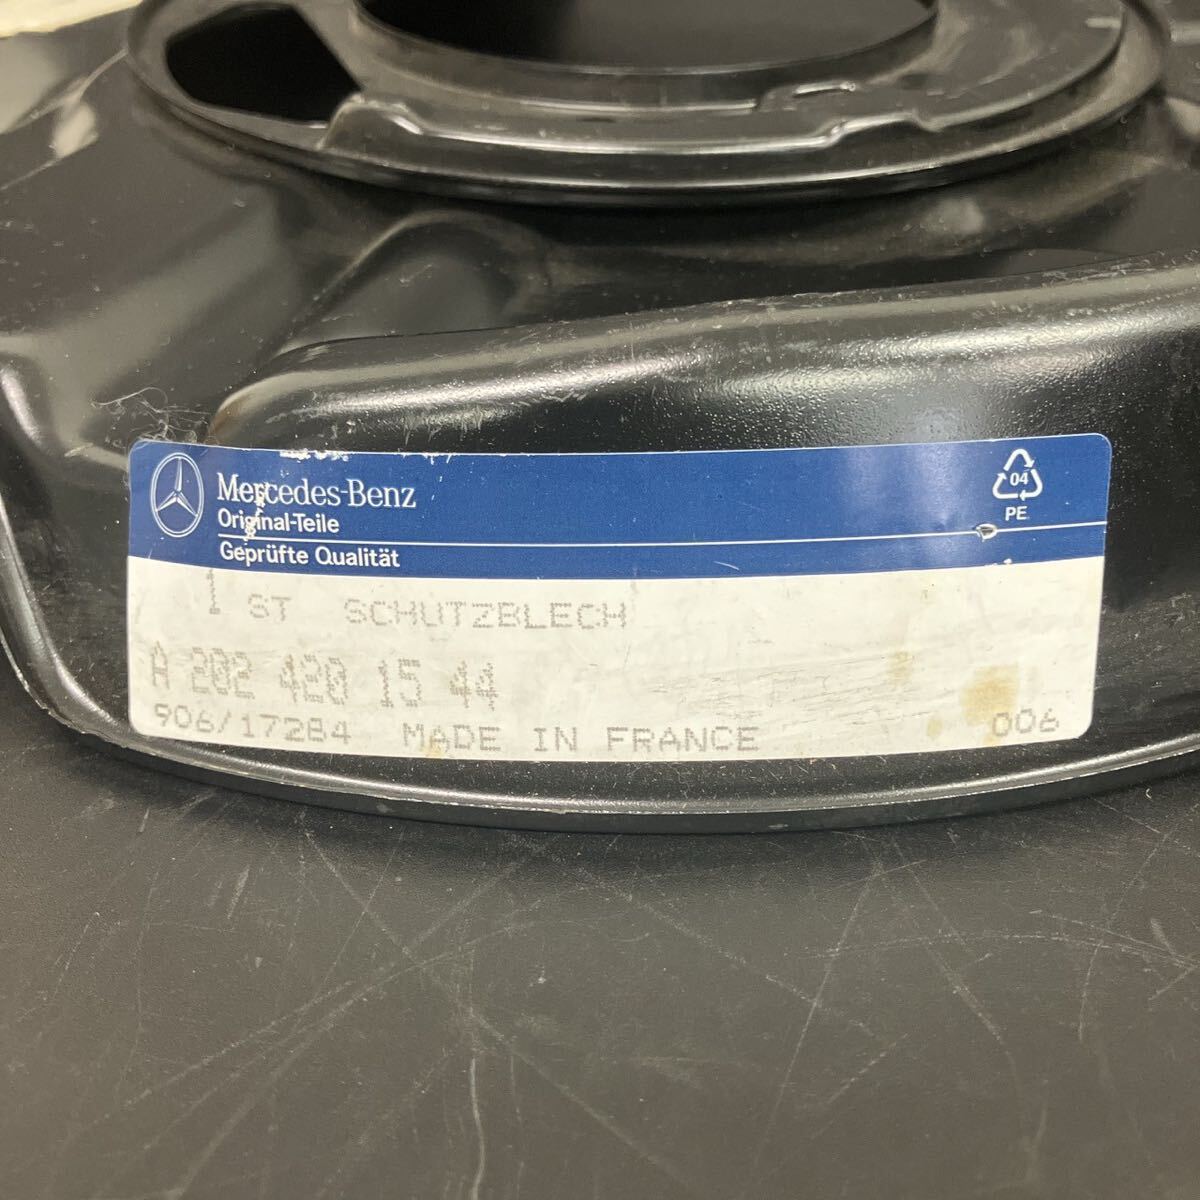 Mercedes-Benz
Original-Teile
Geprüfte Qualität
04
PE
1 ST SCHUTZBLECH
A 202 420 15 44
906/17284 MADE IN FRANCE 006